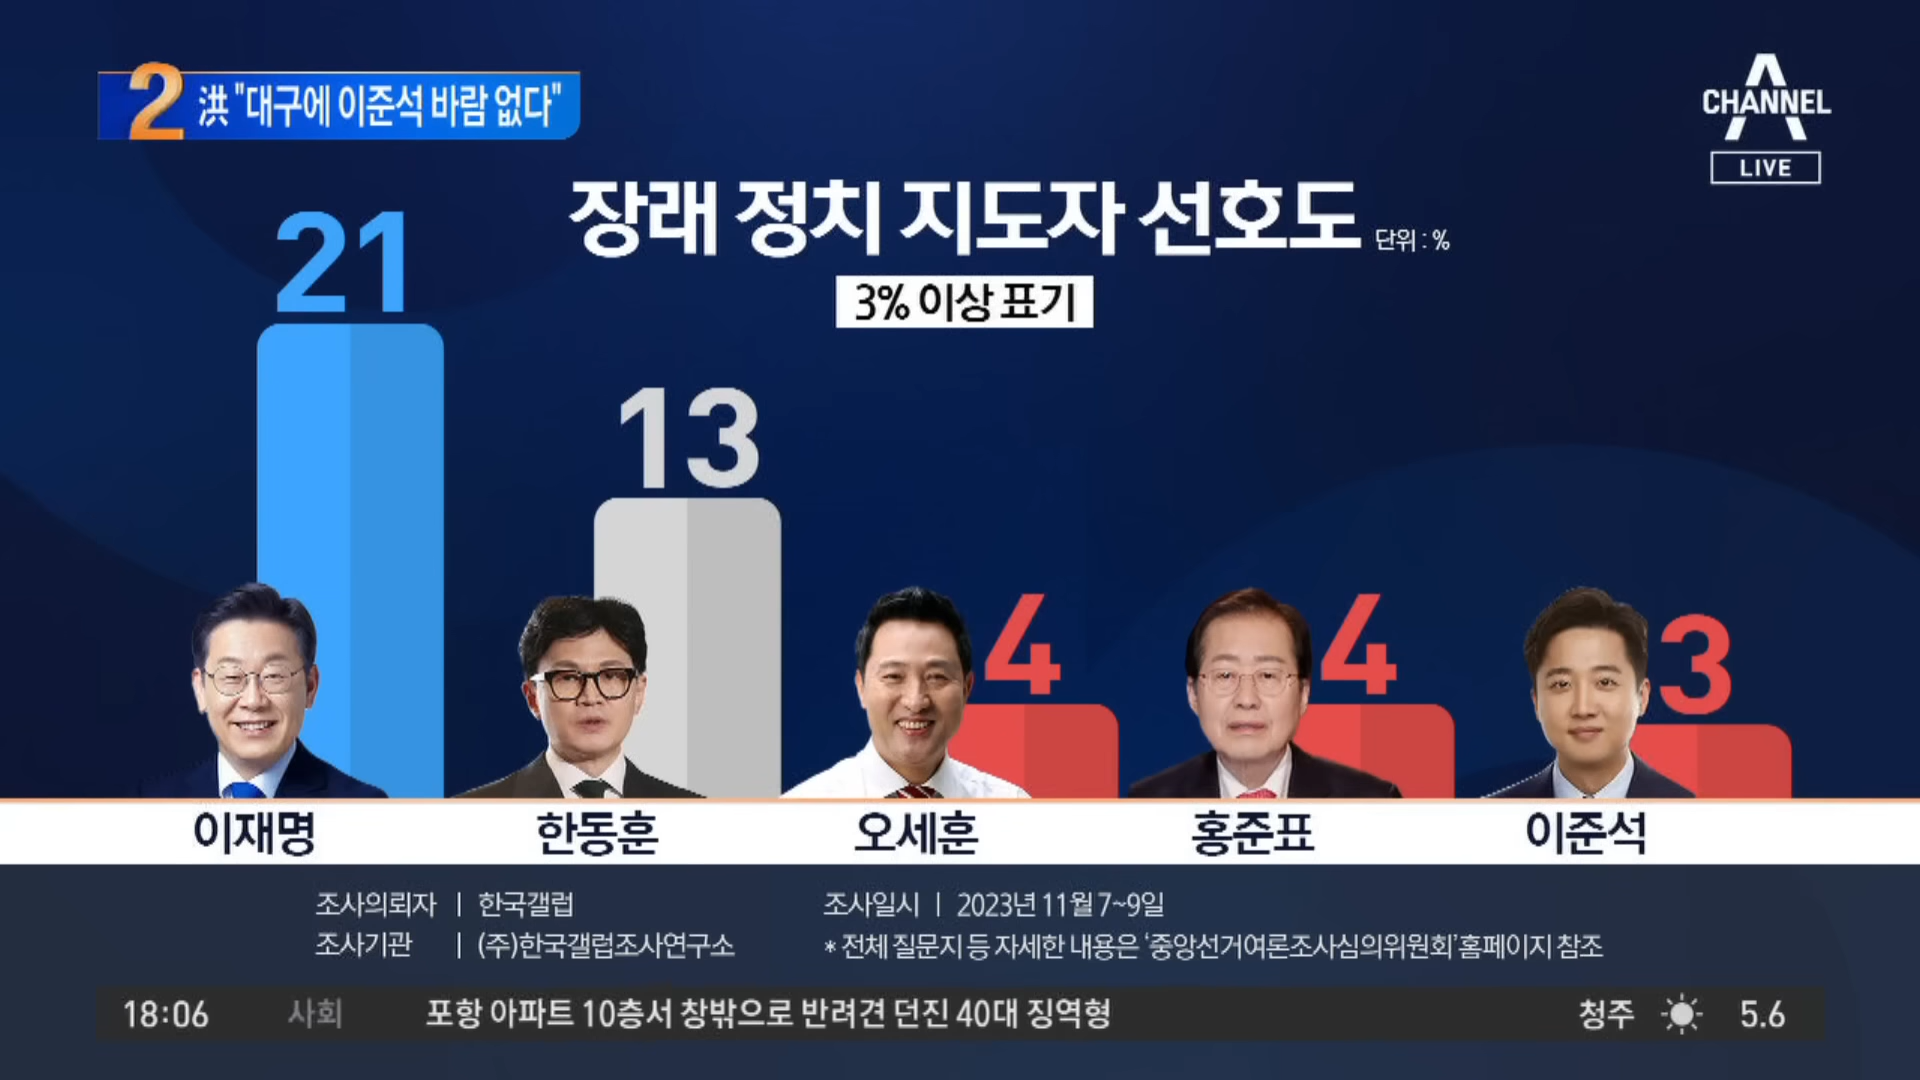 2 洪 "대구에 이준석 바람 없다"
CHANNEL A
LIVE
장래 정치 지도자 선호도 단위 : %
3% 이상 표기
21
13
4
4
3
이재명
한동훈
오세훈
홍준표
이준석
조사의뢰자 | 한국갤럽
조사일시 | 2023년 11월 7~9일
조사기관 | (주)한국갤럽조사연구소
* 전체 질문지 등 자세한 내용은 '중앙선거여론조사심의위원회' 홈페이지 참조
18:06 사회 포항 아파트 10층서 창밖으로 반려견 던진 40대 징역형 청주 5.6